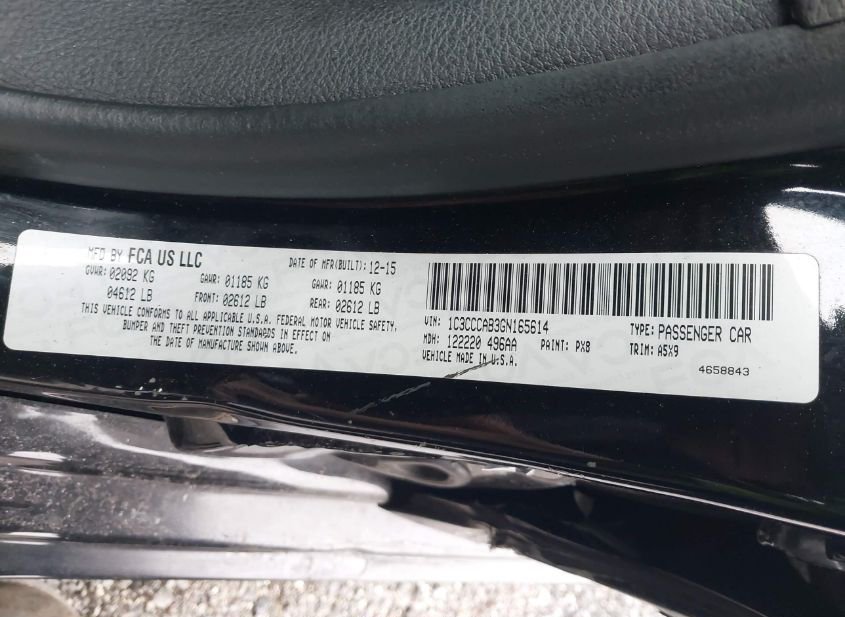 MFD BY FCA US LLC
DATE OF MFR(BUILT): 12-15
GVWR: 02092 KG
GAWR: 01185 KG
GAWR: 01185 KG
04612 LB
FRONT: 02612 LB
REAR: 02612 LB
THIS VEHICLE CONFORMS TO ALL APPLICABLE U.S.A. FEDERAL MOTOR VEHICLE SAFETY,
BUMPER AND THEFT PREVENTION STANDARDS IN EFFECT ON
THE DATE OF MANUFACTURE SHOWN ABOVE.
VIN: 1C3CCCAB3GN165614
TYPE: PASSENGER CAR
MDH: 122220 496AA
PAINT: PX8
TRIM: A5X9
VEHICLE MADE IN U.S.A.
4658843